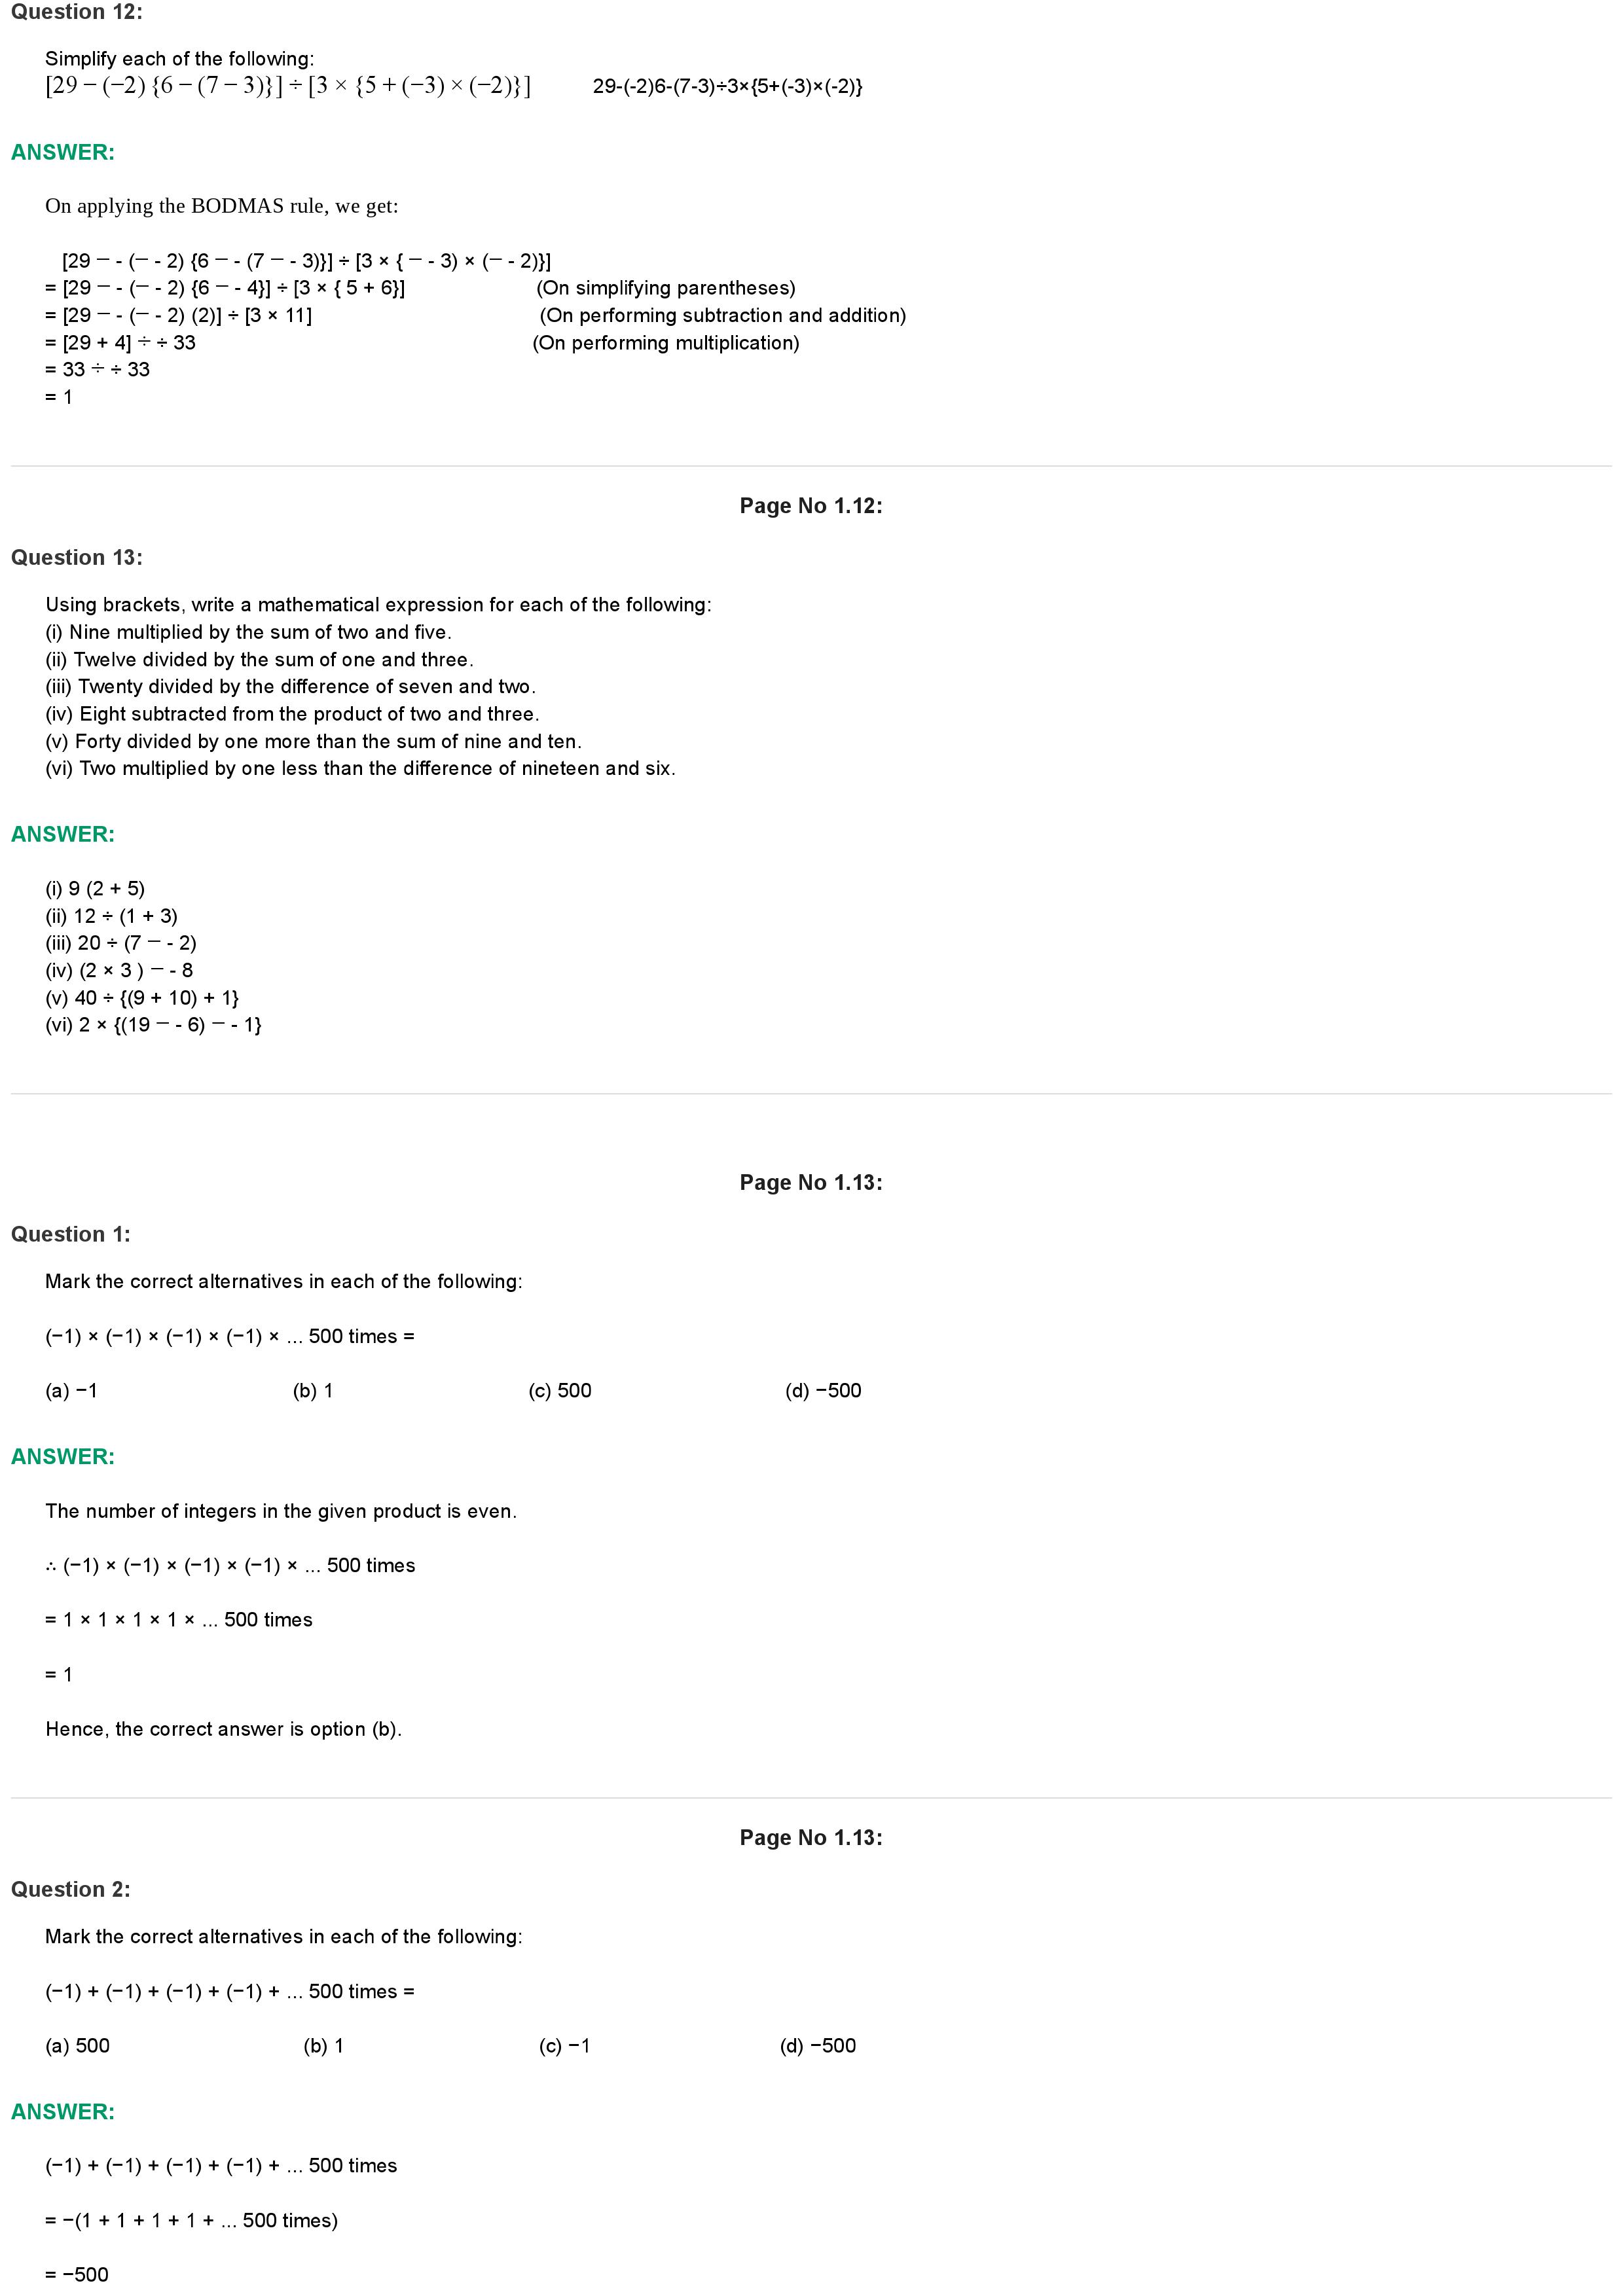 Question 12:
Simplify each of the following:
[29 − (−2) {6 − (7 − 3)}] ÷ [3 × {5 + (−3) × (−2)}] 29-(-2)6-(7-3)÷3×{5+(-3)×(-2)}
ANSWER:
On applying the BODMAS rule, we get:
[29 − - (− - 2) {6 − - (7 − - 3)}] ÷ [3 × { − - 3) × (− - 2)}]
= [29 − - (− - 2) {6 − - 4}] ÷ [3 × { 5 + 6}] (On simplifying parentheses)
= [29 − - (− - 2) (2)] ÷ [3 × 11] (On performing subtraction and addition)
= [29 + 4] ÷ ÷ 33 (On performing multiplication)
= 33 ÷ ÷ 33
= 1
Page No 1.12:
Question 13:
Using brackets, write a mathematical expression for each of the following:
(i) Nine multiplied by the sum of two and five.
(ii) Twelve divided by the sum of one and three.
(iii) Twenty divided by the difference of seven and two.
(iv) Eight subtracted from the product of two and three.
(v) Forty divided by one more than the sum of nine and ten.
(vi) Two multiplied by one less than the difference of nineteen and six.
ANSWER:
(i) 9 (2 + 5)
(ii) 12 ÷ (1 + 3)
(iii) 20 ÷ (7 − - 2)
(iv) (2 × 3 ) − - 8
(v) 40 ÷ {(9 + 10) + 1}
(vi) 2 × {(19 − - 6) − - 1}
Page No 1.13:
Question 1:
Mark the correct alternatives in each of the following:
(−1) × (−1) × (−1) × (−1) × ... 500 times =
(a) −1 (b) 1 (c) 500 (d) −500
ANSWER:
The number of integers in the given product is even.
∴ (−1) × (−1) × (−1) × (−1) × ... 500 times
= 1 × 1 × 1 × 1 × ... 500 times
= 1
Hence, the correct answer is option (b).
Page No 1.13:
Question 2:
Mark the correct alternatives in each of the following:
(−1) + (−1) + (−1) + (−1) + ... 500 times =
(a) 500 (b) 1 (c) −1 (d) −500
ANSWER:
(−1) + (−1) + (−1) + (−1) + ... 500 times
= −(1 + 1 + 1 + 1 + ... 500 times)
= −500